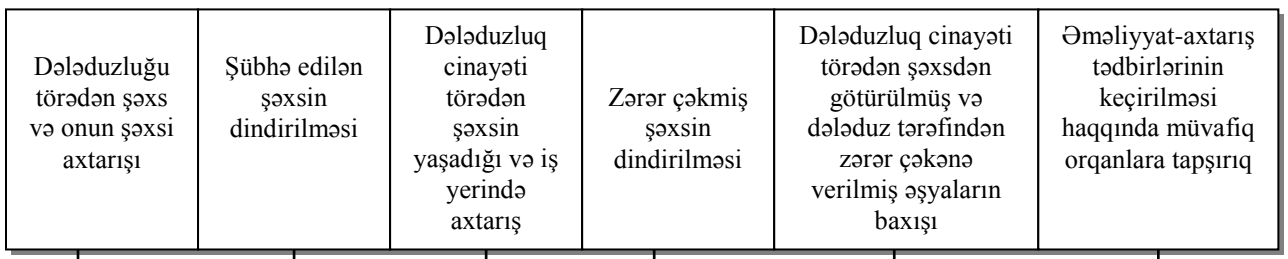 Dələduzluğu
törədən şəxs
və onun şəxsi
axtarışı
Şübhə edilən
şəxsin
dindirilməsi
Dələduzluq
cinayəti
törədən
şəxsin
yaşadığı və iş
yerində
axtarış
Zərər çəkmiş
şəxsin
dindirilməsi
Dələduzluq cinayəti
törədən şəxsdən
götürülmüş və
dələduz tərəfindən
zərər çəkənə
verilmiş əşyaların
baxışı
Əməliyyat-axtarış
tədbirlərinin
keçirilməsi
haqqında müvafiq
orqanlara tapşırıq